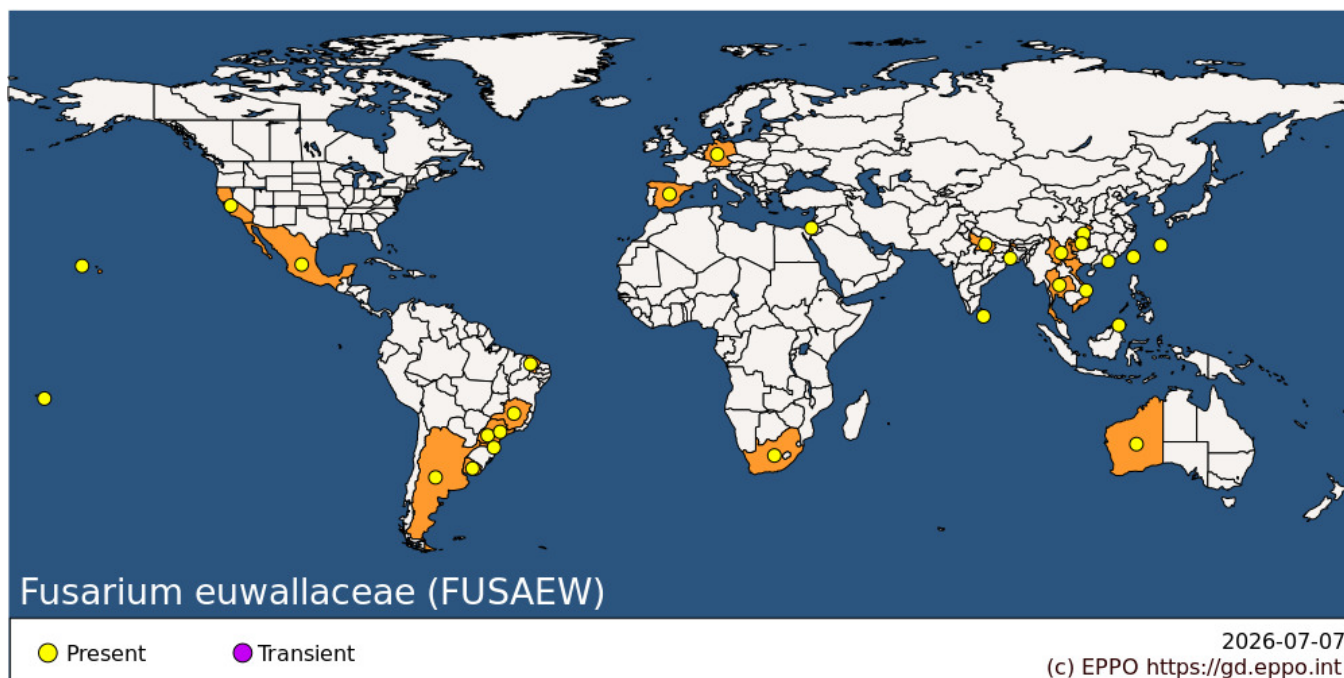 Fusarium euwallaceae (FUSAEW)
Present
Transient
2026-07-07
(c) EPPO https://gd.eppo.int